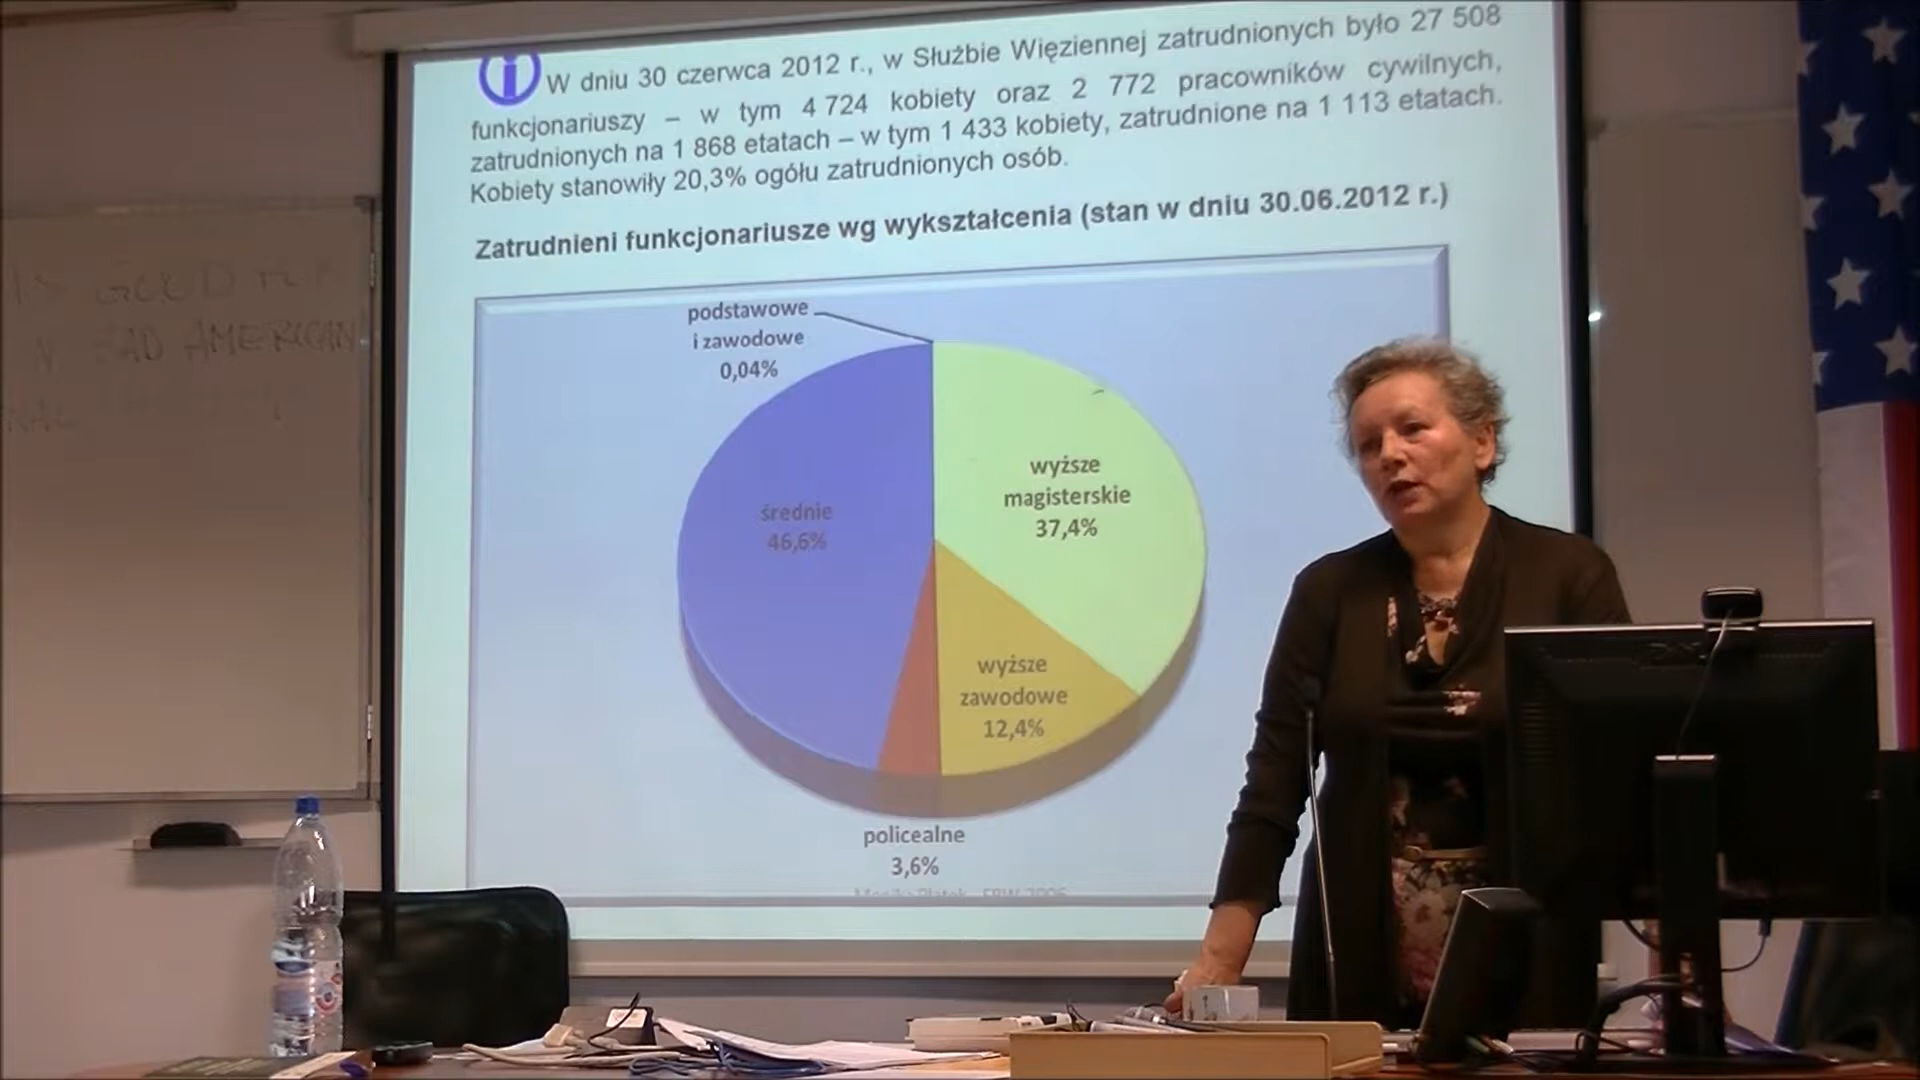 W dniu 30 czerwca 2012 r., w Służbie Więziennej zatrudnionych było 27 508
funkcjonariuszy – w tym 4 724 kobiety oraz 2 772 pracowników cywilnych,
zatrudnionych na 1 868 etatach – w tym 1 433 kobiety, zatrudnione na 1 113 etatach.
Kobiety stanowiły 20,3% ogółu zatrudnionych osób.
Zatrudnieni funkcjonariusze wg wykształcenia (stan w dniu 30.06.2012 r.)
podstawowe
i zawodowe
0,04%
wyższe
magisterskie
37,4%
średnie
46,6%
wyższe
zawodowe
12,4%
policealne
3,6%
SAD AMERICAN